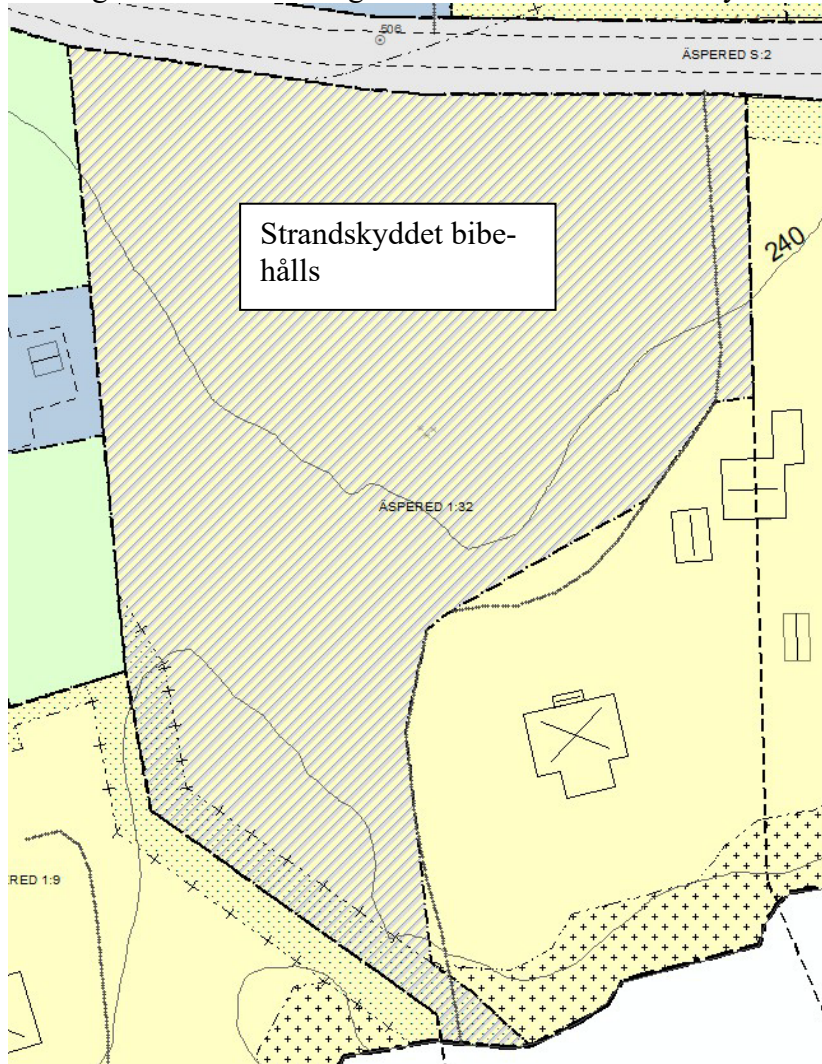 506
ÄSPERED S:2
Strandskyddet bibe-
hålls
240
ÄSPERED 1:32
RED 1:9